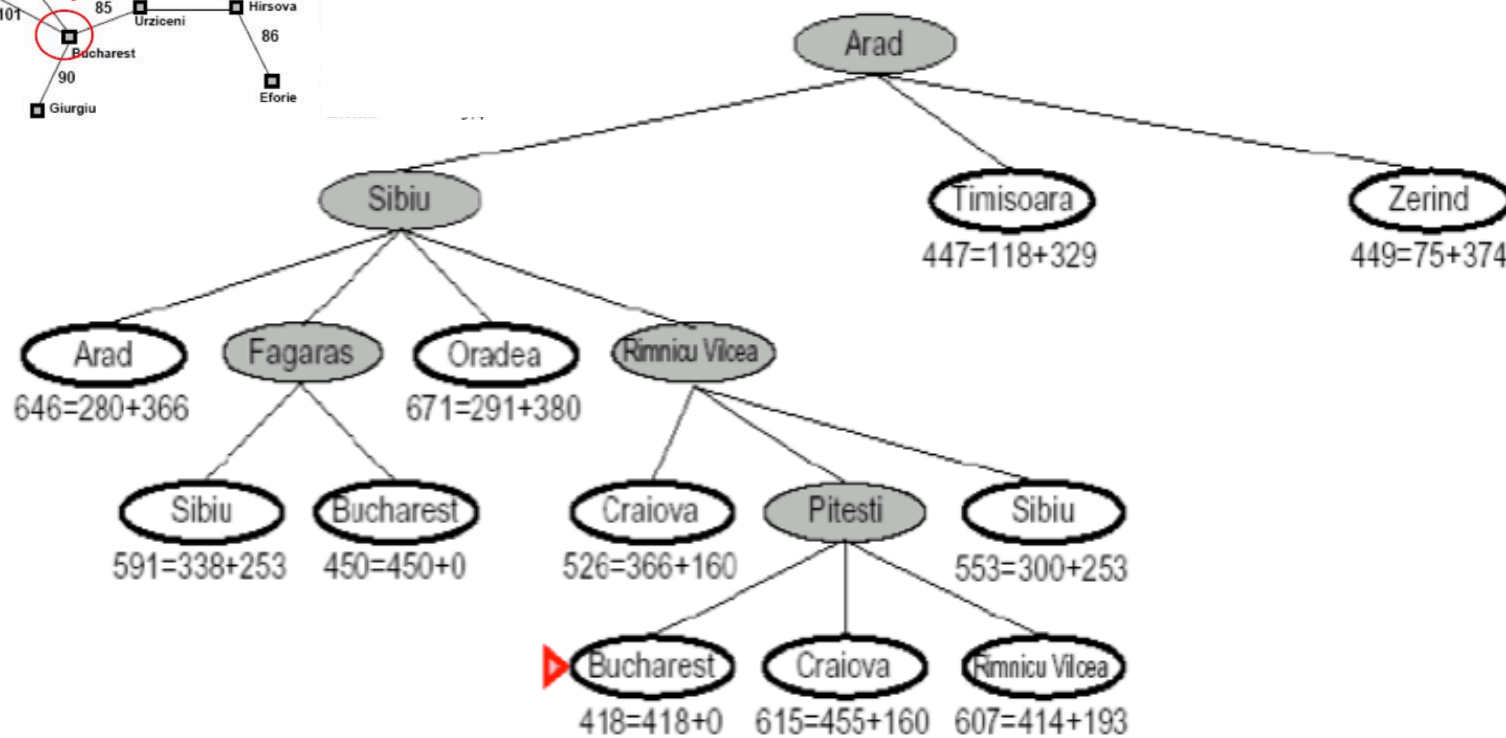 101
85
Urziceni
Hirsova
86
Bucharest
90
Eforie
Giurgiu
Arad
Sibiu
Timisoara
Zerind
447=118+329
449=75+374
Arad
Fagaras
Oradea
Rimnicu Vilcea
646=280+366
671=291+380
Sibiu
Bucharest
Craiova
Pitesti
Sibiu
591=338+253
450=450+0
526=366+160
553=300+253
Bucharest
Craiova
Rimnicu Vilcea
418=418+0
615=455+160
607=414+193